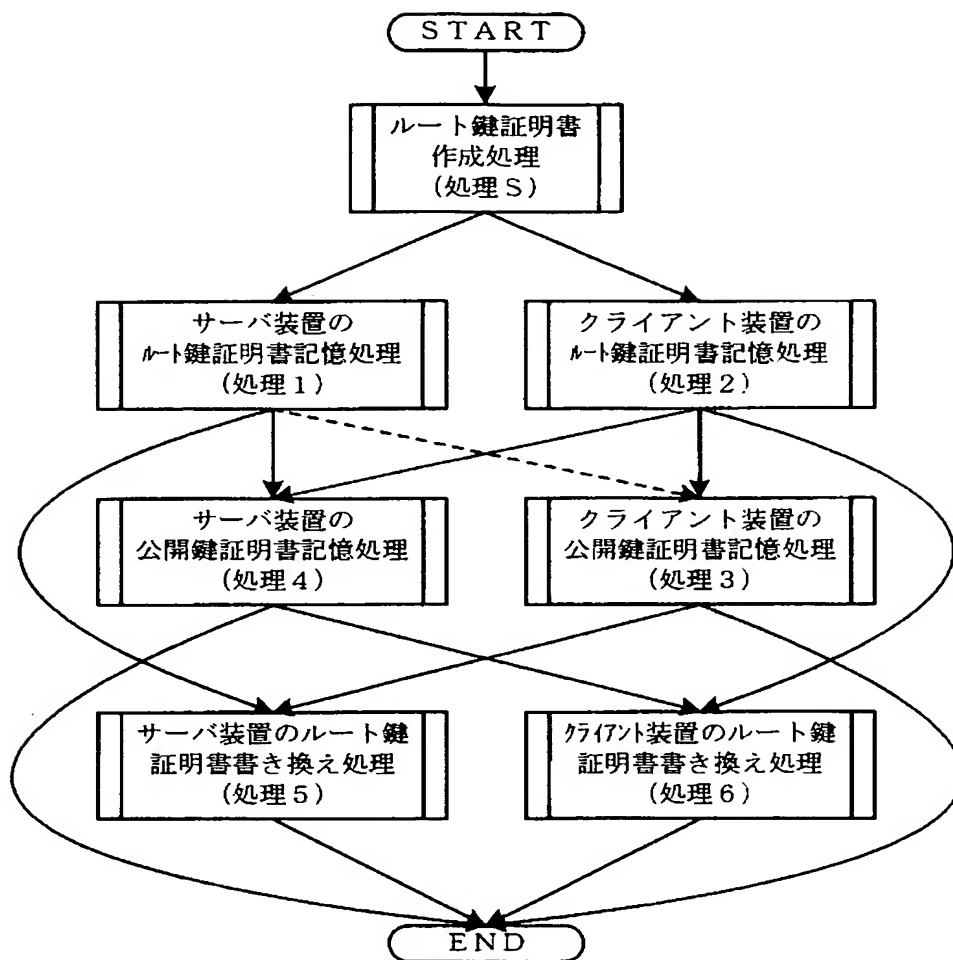 START
ルート鍵証明書
作成処理
(処理S)
サーバ装置の
ルート鍵証明書記憶処理
(処理1)
クライアント装置の
ルート鍵証明書記憶処理
(処理2)
サーバ装置の
公開鍵証明書記憶処理
(処理4)
クライアント装置の
公開鍵証明書記憶処理
(処理3)
サーバ装置のルート鍵
証明書書き換え処理
(処理5)
クライアント装置のルート鍵
証明書書き換え処理
(処理6)
END